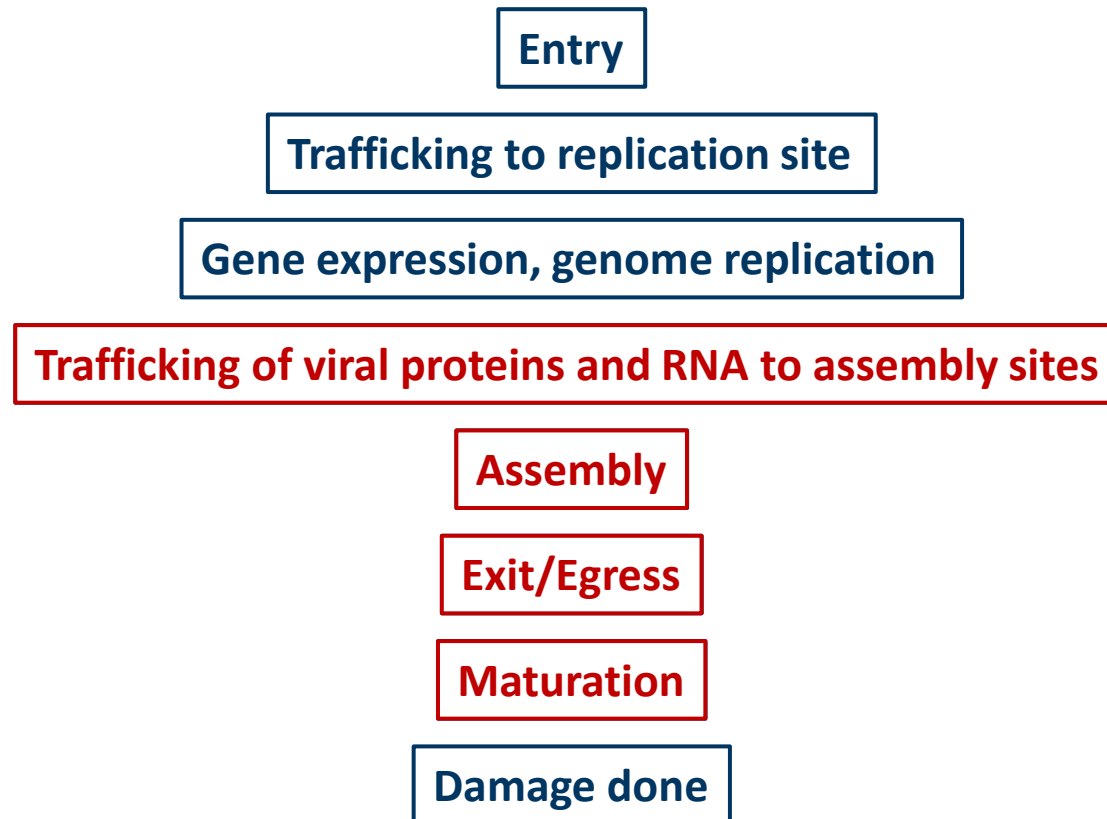 Entry
Trafficking to replication site
Gene expression, genome replication
Trafficking of viral proteins and RNA to assembly sites
Assembly
Exit/Egress
Maturation
Damage done